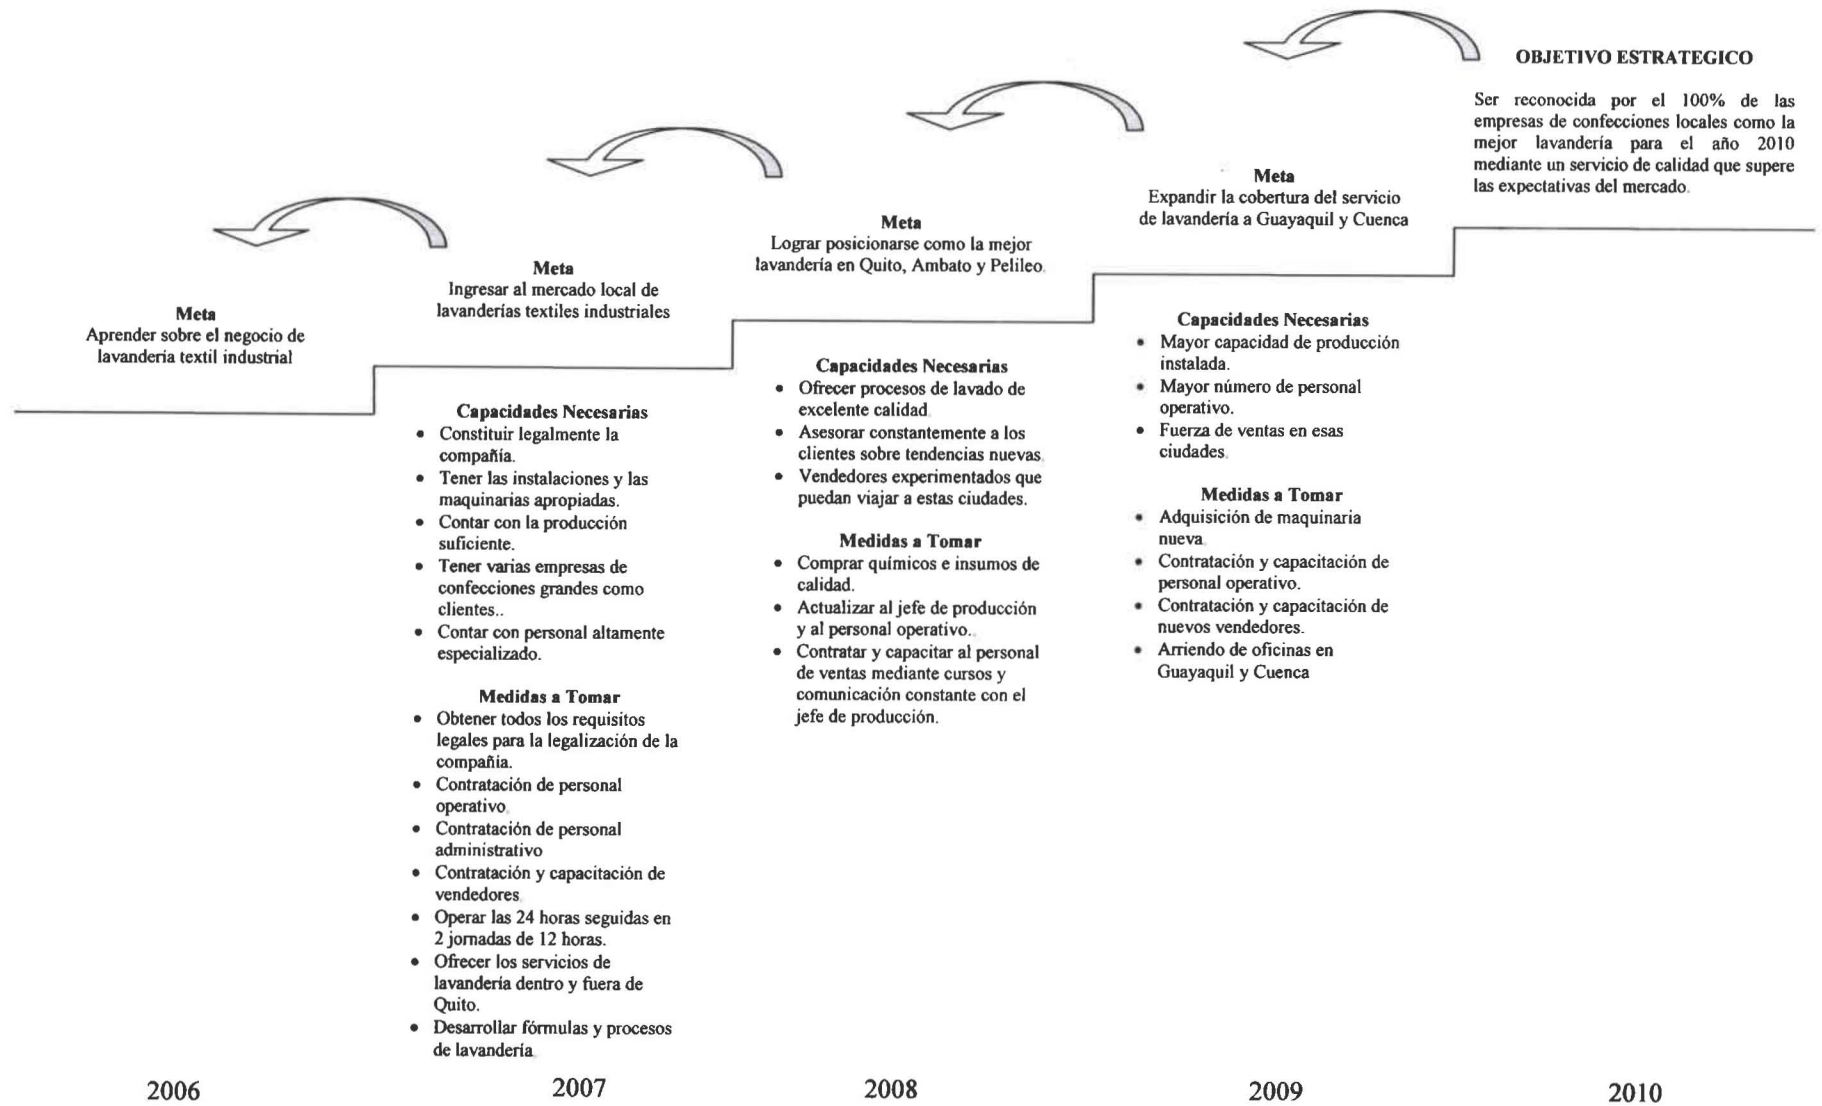 Meta
Aprender sobre el negocio de
lavandería textil industrial
Meta
Ingresar al mercado local de
lavanderías textiles industriales
Capacidades Necesarias
• Constituir legalmente la
compañía.
• Tener las instalaciones y las
maquinarias apropiadas.
• Contar con la producción
suficiente.
• Tener varias empresas de
confecciones grandes como
clientes..
• Contar con personal altamente
especializado.
Medidas a Tomar
• Obtener todos los requisitos
legales para la legalización de la
compañia.
• Contratación de personal
operativo.
• Contratación de personal
administrativo
• Contratación y capacitación de
vendedores.
• Operar las 24 horas seguidas en
2 jornadas de 12 horas.
• Ofrecer los servicios de
lavandería dentro y fuera de
Quito.
• Desarrollar fórmulas y procesos
de lavandería.
Meta
Lograr posicionarse como la mejor
lavandería en Quito, Ambato y Pelileo.
Capacidades Necesarias
• Ofrecer procesos de lavado de
excelente calidad.
• Asesorar constantemente a los
clientes sobre tendencias nuevas.
• Vendedores experimentados que
puedan viajar a estas ciudades.
Medidas a Tomar
• Comprar químicos e insumos de
calidad.
• Actualizar al jefe de producción
y al personal operativo..
• Contratar y capacitar al personal
de ventas mediante cursos y
comunicación constante con el
jefe de producción.
Meta
Expandir la cobertura del servicio
de lavandería a Guayaquil y Cuenca
Capacidades Necesarias
• Mayor capacidad de producción
instalada.
• Mayor número de personal
operativo.
• Fuerza de ventas en esas
ciudades.
Medidas a Tomar
• Adquisición de maquinaria
nueva.
• Contratación y capacitación de
personal operativo.
• Contratación y capacitación de
nuevos vendedores.
• Arriendo de oficinas en
Guayaquil y Cuenca
OBJETIVO ESTRATEGICO
Ser reconocida por el 100% de las
empresas de confecciones locales como la
mejor lavandería para el año 2010
mediante un servicio de calidad que supere
las expectativas del mercado.
2006
2007
2008
2009
2010